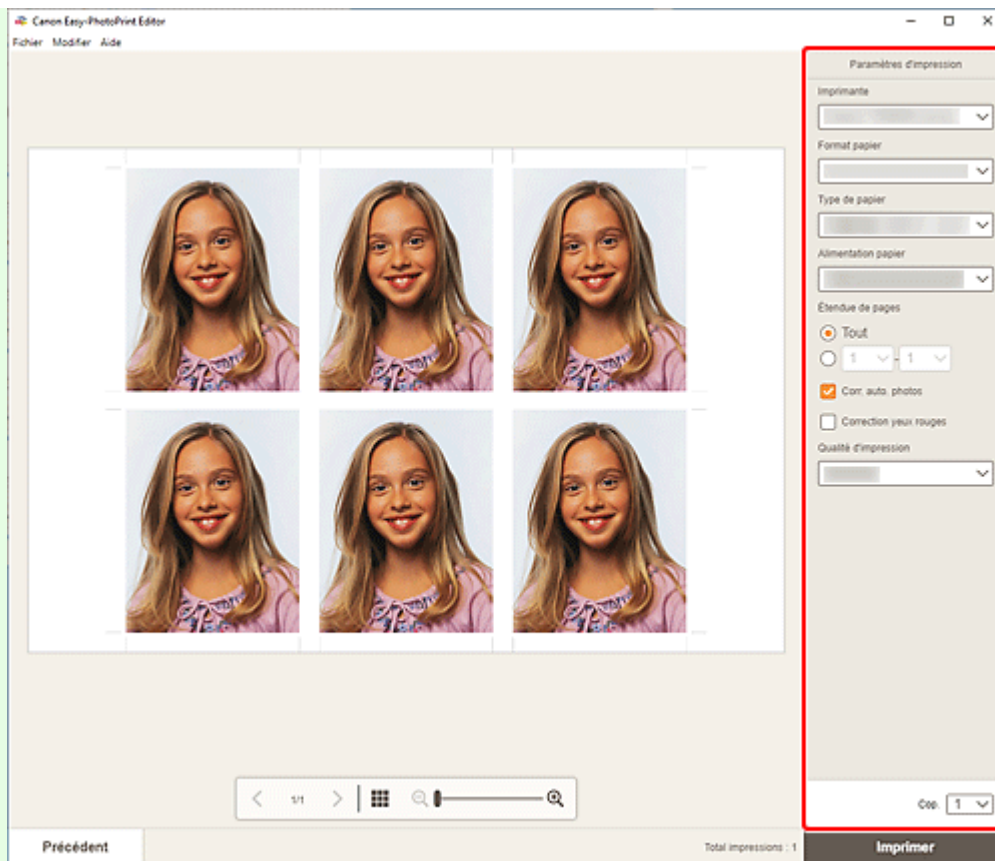 Canon Easy-PhotoPrint Editor
Fichier Modifier Aide
Paramètres d'impression
Imprimante
Format papier
Type de papier
Alimentation papier
Étendue de pages
Tout
1 - 1
Corr. auto. photos
Correction yeux rouges
Qualité d'impression
1/1
Cop. 1
Précédent
Total impressions : 1
Imprimer